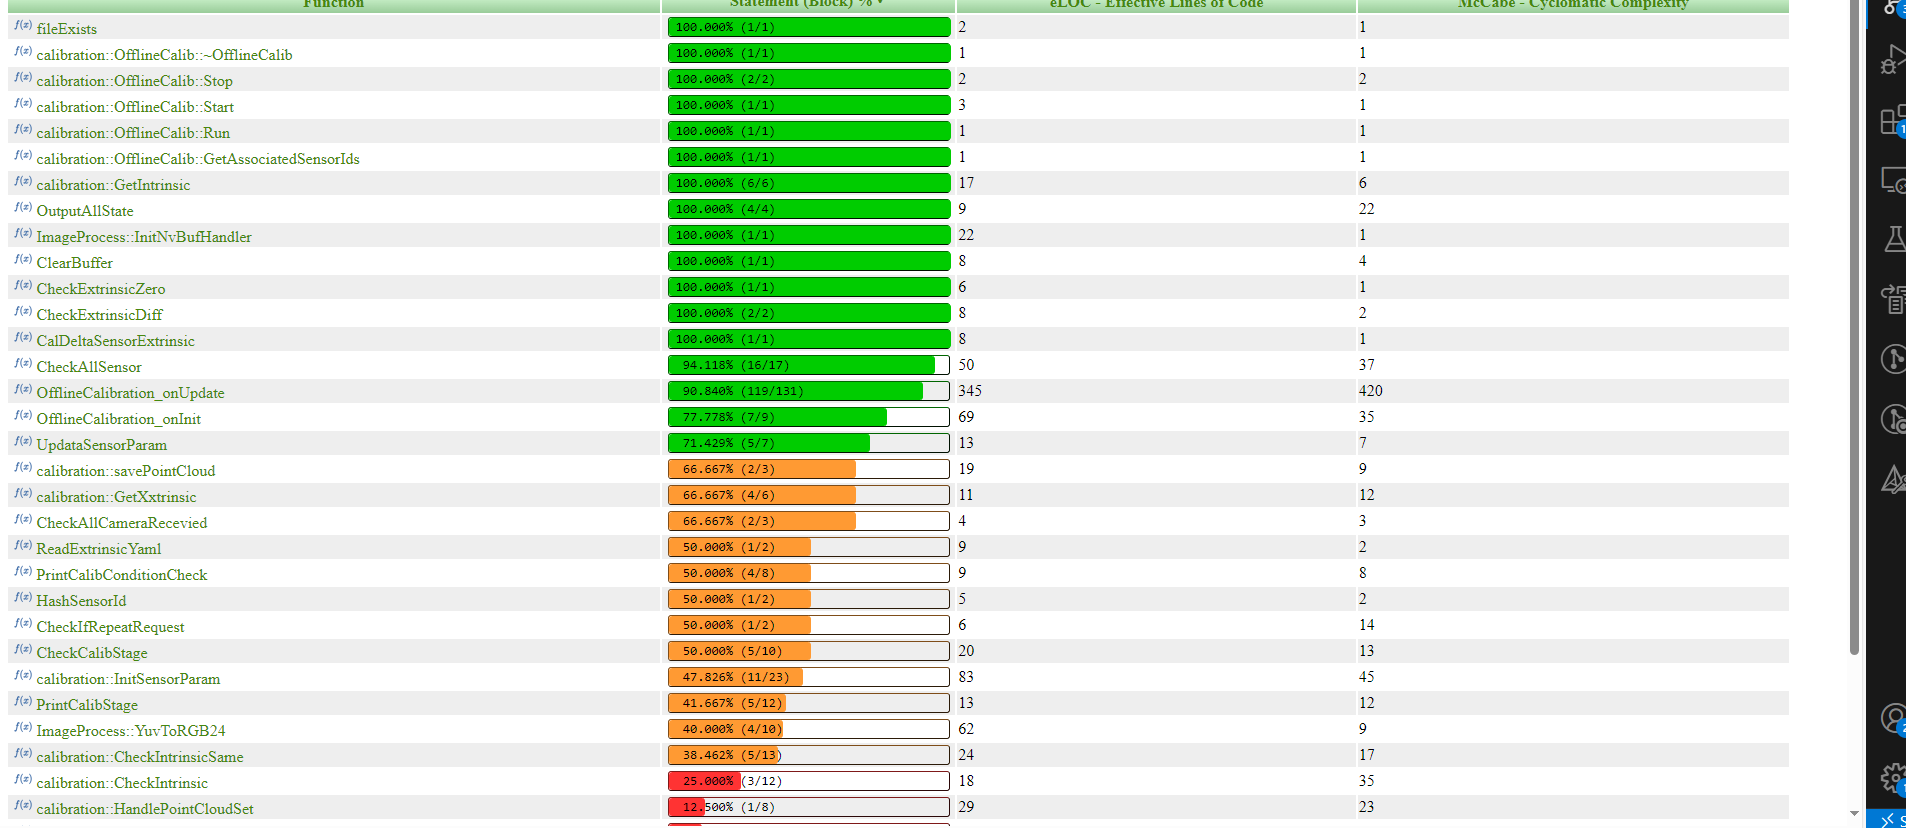 Function Statement (Block) % eLOC - Effective Lines of Code McCabe - Cyclomatic Complexity
f(x) fileExists 100.000% (1/1) 2 1
f(x) calibration::OfflineCalib::~OfflineCalib 100.000% (1/1) 1 1
f(x) calibration::OfflineCalib::Stop 100.000% (2/2) 2 2
f(x) calibration::OfflineCalib::Start 100.000% (1/1) 3 1
f(x) calibration::OfflineCalib::Run 100.000% (1/1) 1 1
f(x) calibration::OfflineCalib::GetAssociatedSensorIds 100.000% (1/1) 1 1
f(x) calibration::GetIntrinsic 100.000% (6/6) 17 6
f(x) OutputAllState 100.000% (4/4) 9 22
f(x) ImageProcess::InitNvBufHandler 100.000% (1/1) 22 1
f(x) ClearBuffer 100.000% (1/1) 8 4
f(x) CheckExtrinsicZero 100.000% (1/1) 6 1
f(x) CheckExtrinsicDiff 100.000% (2/2) 8 2
f(x) CalDeltaSensorExtrinsic 100.000% (1/1) 8 1
f(x) CheckAllSensor 94.118% (16/17) 50 37
f(x) OfflineCalibration_onUpdate 90.840% (119/131) 345 420
f(x) OfflineCalibration_onInit 77.778% (7/9) 69 35
f(x) UpdataSensorParam 71.429% (5/7) 13 7
f(x) calibration::savePointCloud 66.667% (2/3) 19 9
f(x) calibration::GetXxtrinsic 66.667% (4/6) 11 12
f(x) CheckAllCameraRecevied 66.667% (2/3) 4 3
f(x) ReadExtrinsicYaml 50.000% (1/2) 9 2
f(x) PrintCalibConditionCheck 50.000% (4/8) 9 8
f(x) HashSensorId 50.000% (1/2) 5 2
f(x) CheckIfRepeatRequest 50.000% (1/2) 6 14
f(x) CheckCalibStage 50.000% (5/10) 20 13
f(x) calibration::InitSensorParam 47.826% (11/23) 83 45
f(x) PrintCalibStage 41.667% (5/12) 13 12
f(x) ImageProcess::YuvToRGB24 40.000% (4/10) 62 9
f(x) calibration::CheckIntrinsicSame 38.462% (5/13) 24 17
f(x) calibration::CheckIntrinsic 25.000% (3/12) 18 35
f(x) calibration::HandlePointCloudSet 12.500% (1/8) 29 23